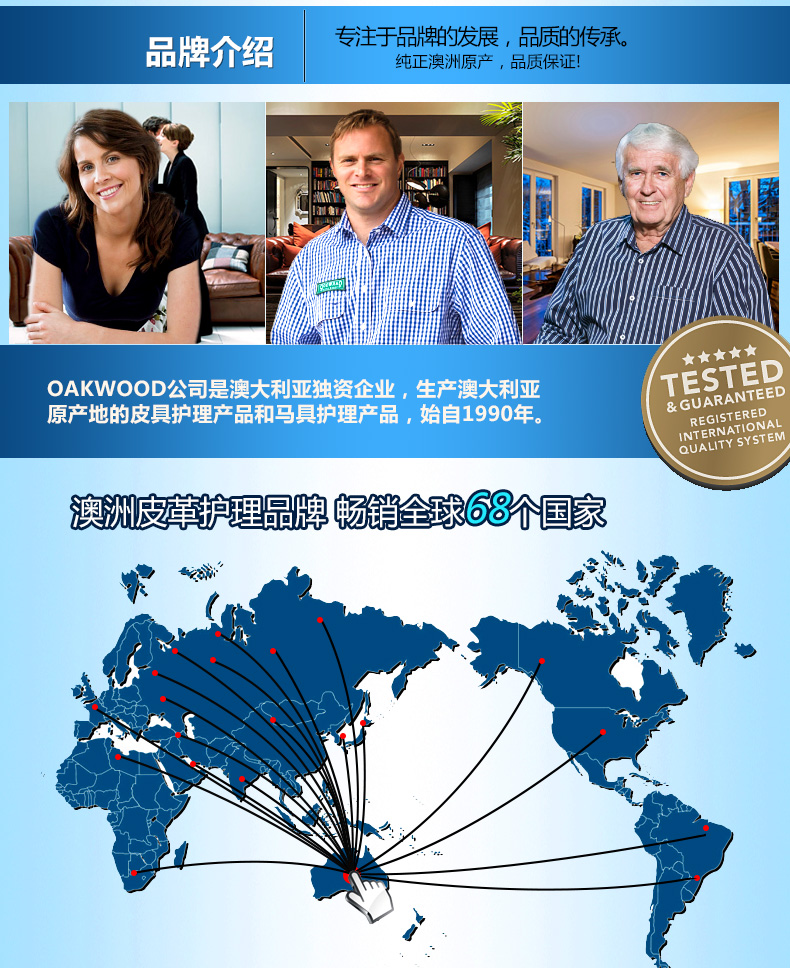 品牌介绍
专注于品牌的发展，品质的传承。
纯正澳洲原产，品质保证!
OAKWOOD
OAKWOOD公司是澳大利亚独资企业，生产澳大利亚
原产地的皮具护理产品和马具护理产品，始自1990年。
TESTED
& GUARANTEED
REGISTERED
INTERNATIONAL
QUALITY SYSTEM
澳洲皮革护理品牌 畅销全球68个国家